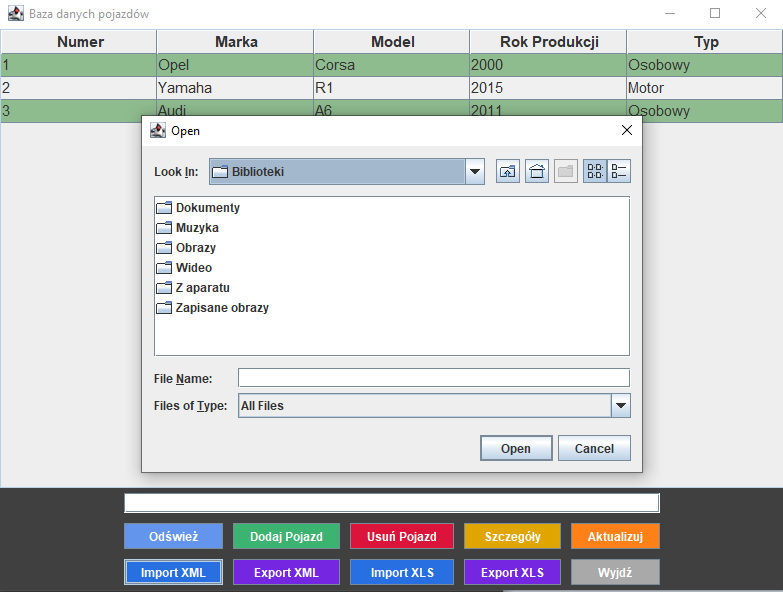 Baza danych pojazdów
Numer Marka Model Rok Produkcji Typ
1 Opel Corsa 2000 Osobowy
2 Yamaha R1 2015 Motor
3 Audi A6 2011 Osobowy
Open
Look In: Biblioteki
Dokumenty
Muzyka
Obrazy
Wideo
Z aparatu
Zapisane obrazy
File Name:
Files of Type: All Files
Open Cancel
Odśwież Dodaj Pojazd Usuń Pojazd Szczegóły Aktualizuj
Import XML Export XML Import XLS Export XLS Wyjdź